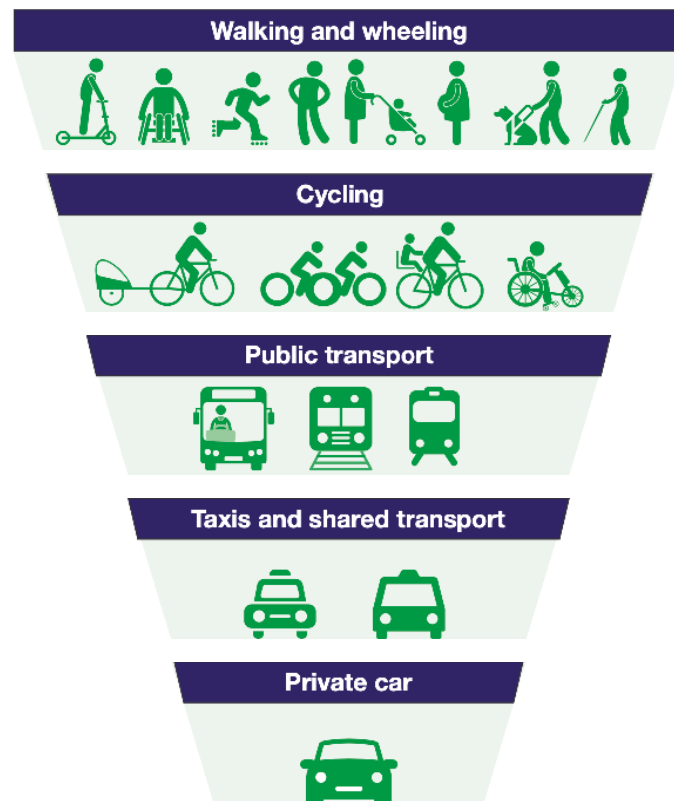 Walking and wheeling
Cycling
Public transport
Taxis and shared transport
Private car